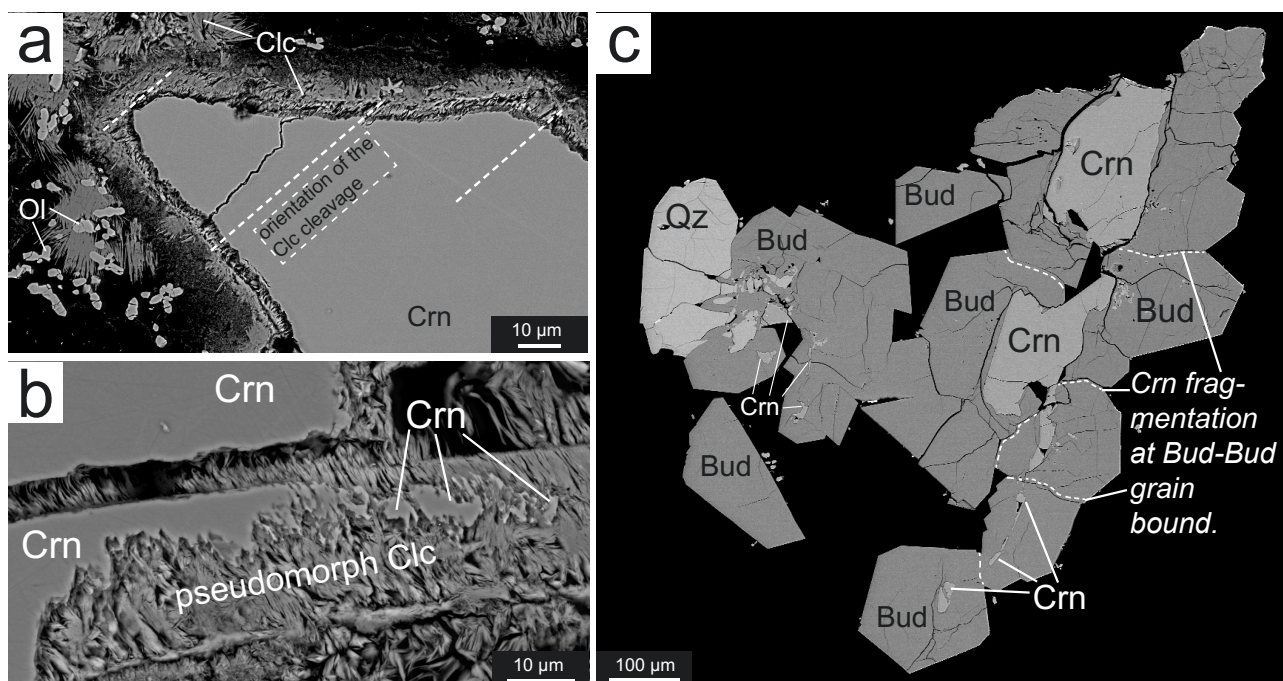 a
Clc
orientation of the
Clc cleavage
Ol
Crn
10 µm
b
Crn
Crn
Crn
pseudomorph Clc
10 µm
c
Crn
Bud
Qz
Bud
Bud
Bud
Crn
Crn
Crn frag-
mentation
at Bud-Bud
grain
bound.
Bud
Crn
Bud
100 µm